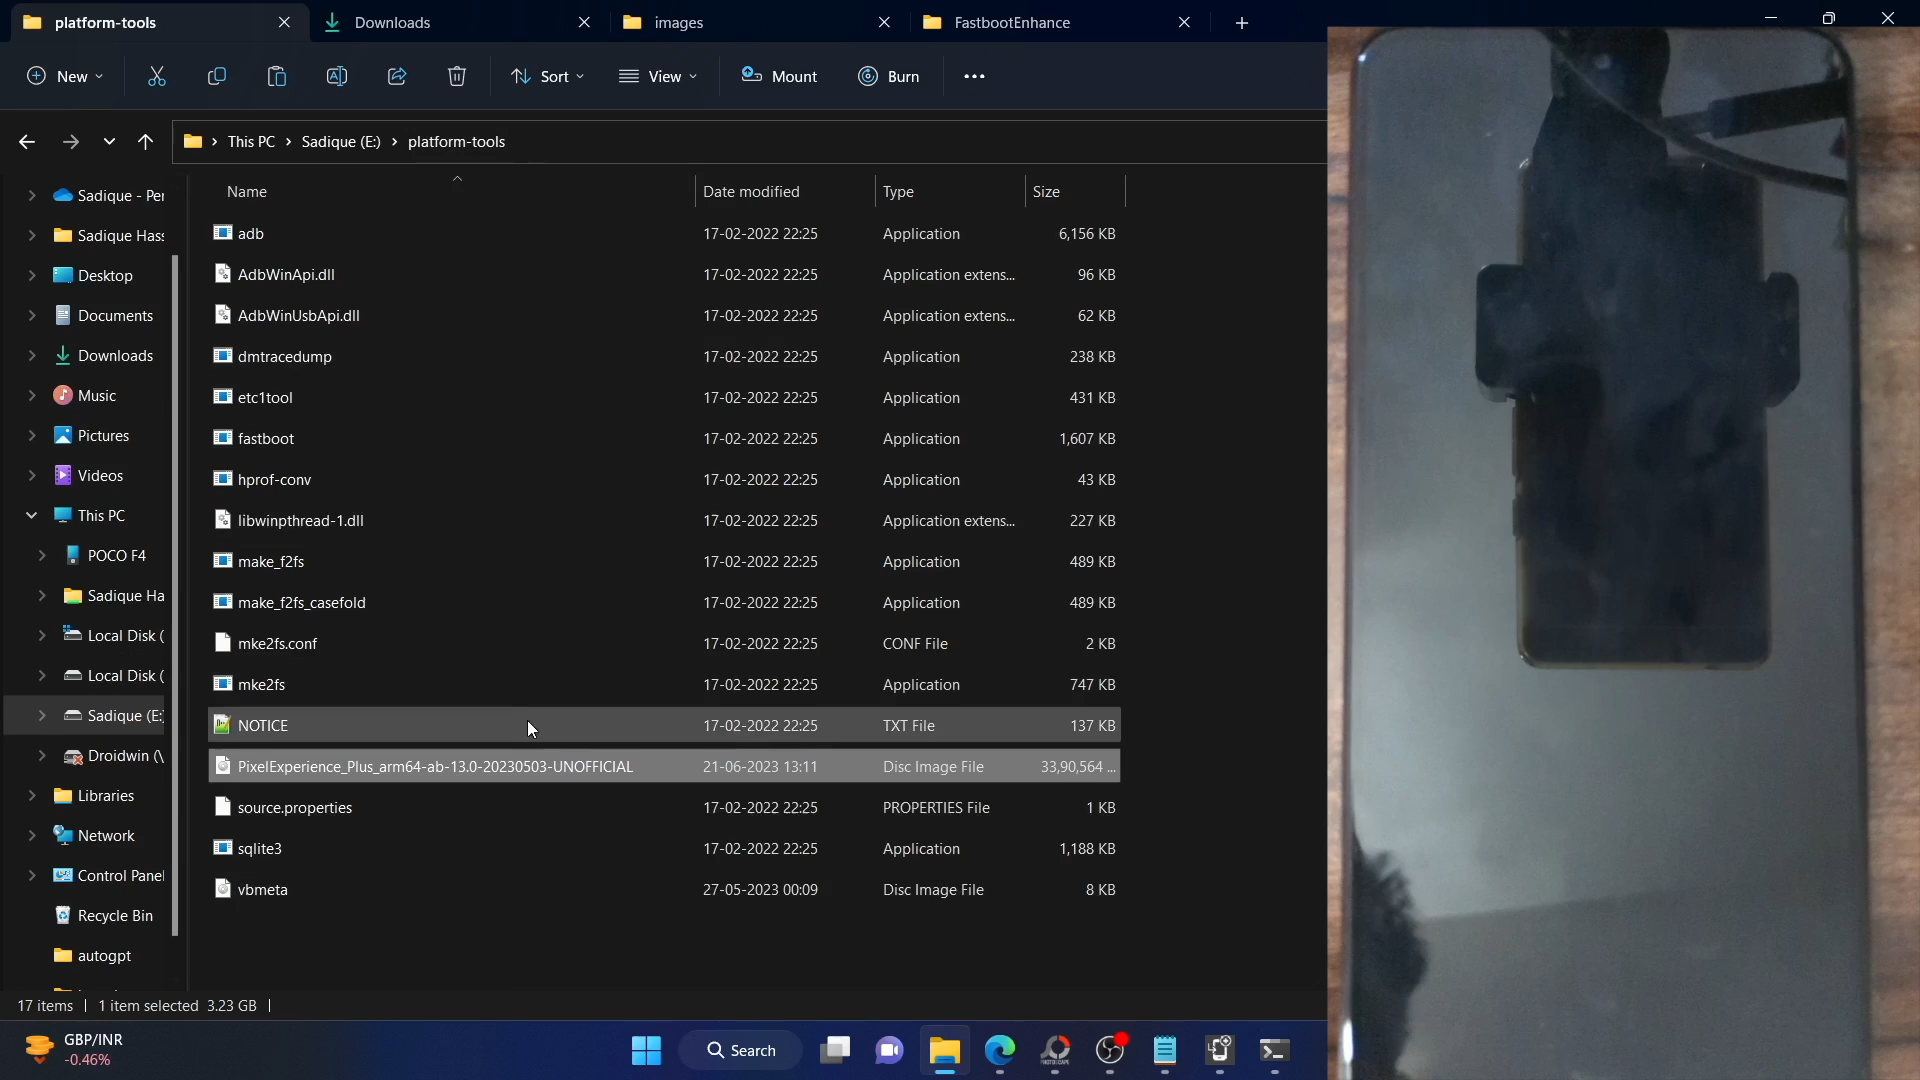 platform-tools
Downloads
images
FastbootEnhance
New
Sort
View
Mount
Burn
This PC
Sadique (E:)
platform-tools
Name
Date modified
Type
Size
Sadique - Per
Sadique Hass
Desktop
Documents
Downloads
Music
Pictures
Videos
This PC
POCO F4
Sadique Ha
Local Disk (
Local Disk (
Sadique (E:)
Droidwin (\
Libraries
Network
Control Panel
Recycle Bin
autogpt
adb 17-02-2022 22:25 Application 6,156 KB
AdbWinApi.dll 17-02-2022 22:25 Application extens... 96 KB
AdbWinUsbApi.dll 17-02-2022 22:25 Application extens... 62 KB
dmtracedump 17-02-2022 22:25 Application 238 KB
etc1tool 17-02-2022 22:25 Application 431 KB
fastboot 17-02-2022 22:25 Application 1,607 KB
hprof-conv 17-02-2022 22:25 Application 43 KB
libwinpthread-1.dll 17-02-2022 22:25 Application extens... 227 KB
make_f2fs 17-02-2022 22:25 Application 489 KB
make_f2fs_casefold 17-02-2022 22:25 Application 489 KB
mke2fs.conf 17-02-2022 22:25 CONF File 2 KB
mke2fs 17-02-2022 22:25 Application 747 KB
NOTICE 17-02-2022 22:25 TXT File 137 KB
PixelExperience_Plus_arm64-ab-13.0-20230503-UNOFFICIAL 21-06-2023 13:11 Disc Image File 33,90,564 ...
source.properties 17-02-2022 22:25 PROPERTIES File 1 KB
sqlite3 17-02-2022 22:25 Application 1,188 KB
vbmeta 27-05-2023 00:09 Disc Image File 8 KB
17 items
1 item selected 3.23 GB
GBP/INR
-0.46%
Search